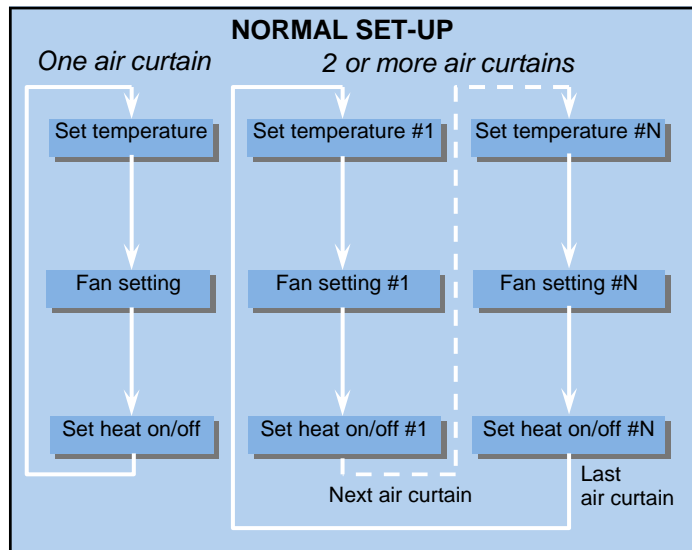 NORMAL SET-UP
One air curtain
2 or more air curtains
Set temperature
Set temperature #1
Set temperature #N
Fan setting
Fan setting #1
Fan setting #N
Set heat on/off
Set heat on/off #1
Set heat on/off #N
Next air curtain
Last
air curtain